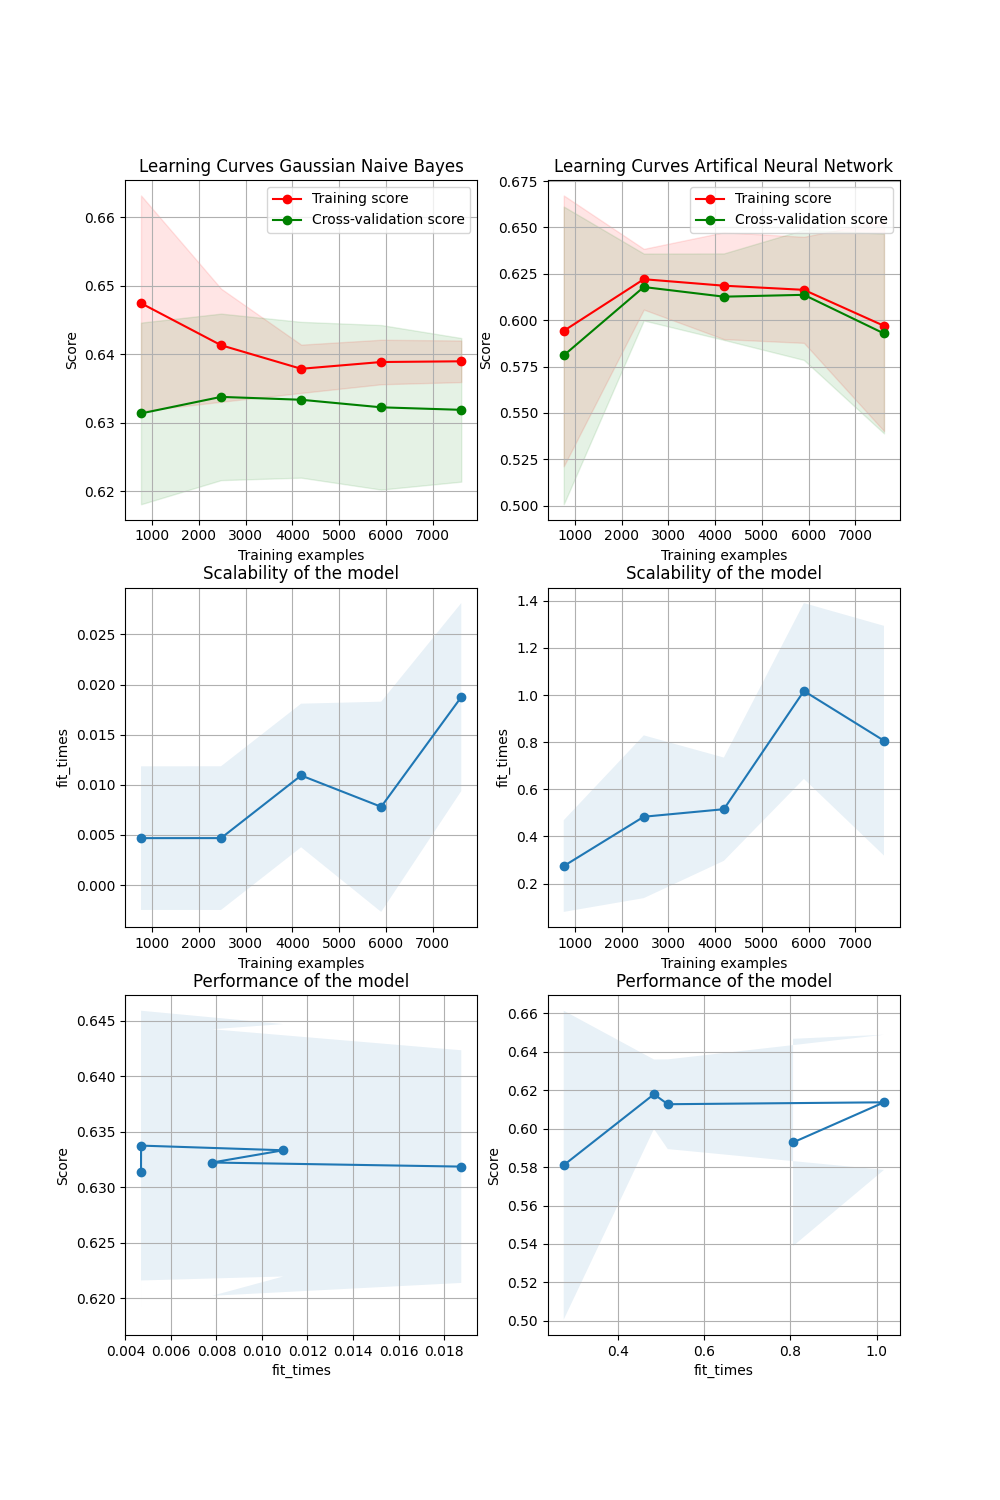 Learning Curves Gaussian Naive Bayes
Training score
Cross-validation score
0.66
0.65
0.64
0.63
0.62
Score
1000 2000 3000 4000 5000 6000 7000
Training examples
Learning Curves Artifical Neural Network
Training score
Cross-validation score
0.675
0.650
0.625
0.600
0.575
0.550
0.525
0.500
Score
1000 2000 3000 4000 5000 6000 7000
Training examples
Scalability of the model
0.025
0.020
0.015
0.010
0.005
0.000
fit_times
1000 2000 3000 4000 5000 6000 7000
Training examples
Scalability of the model
1.4
1.2
1.0
0.8
0.6
0.4
0.2
fit_times
1000 2000 3000 4000 5000 6000 7000
Training examples
Performance of the model
0.645
0.640
0.635
0.630
0.625
0.620
Score
0.004 0.006 0.008 0.010 0.012 0.014 0.016 0.018
fit_times
Performance of the model
0.66
0.64
0.62
0.60
0.58
0.56
0.54
0.52
0.50
Score
0.4 0.6 0.8 1.0
fit_times